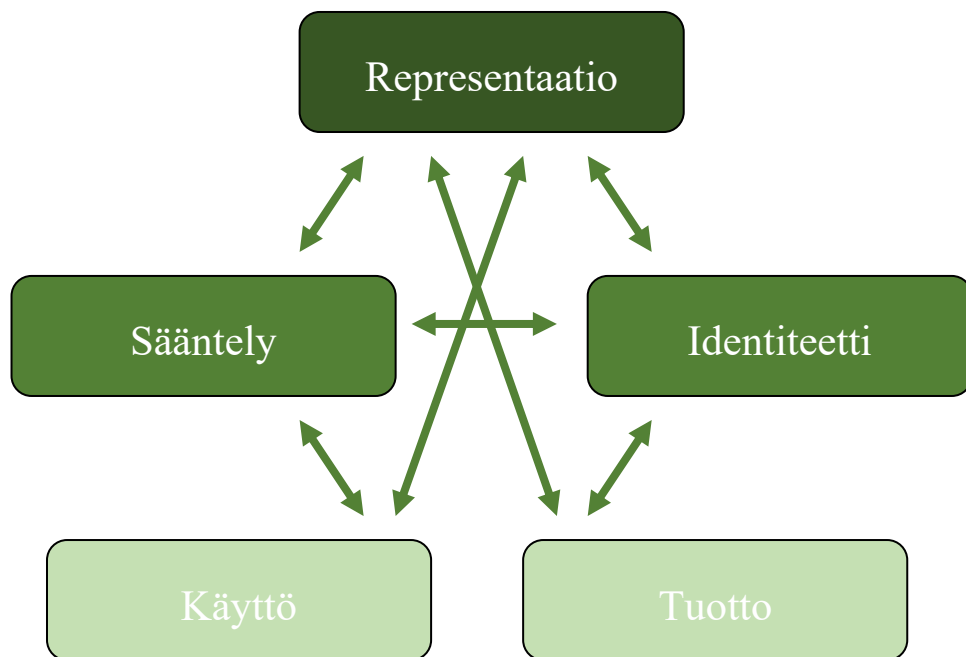 Representaatio
Sääntely
Identiteetti
Käyttö
Tuotto